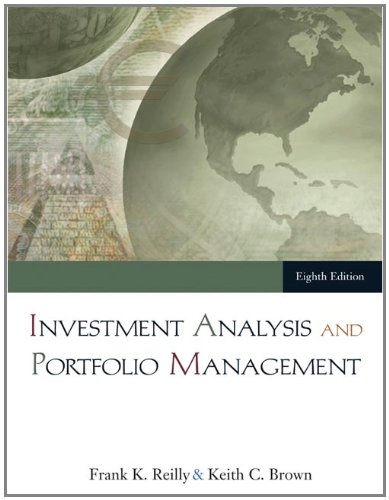 Eighth Edition
INVESTMENT ANALYSIS AND
PORTFOLIO MANAGEMENT
Frank K. Reilly & Keith C. Brown